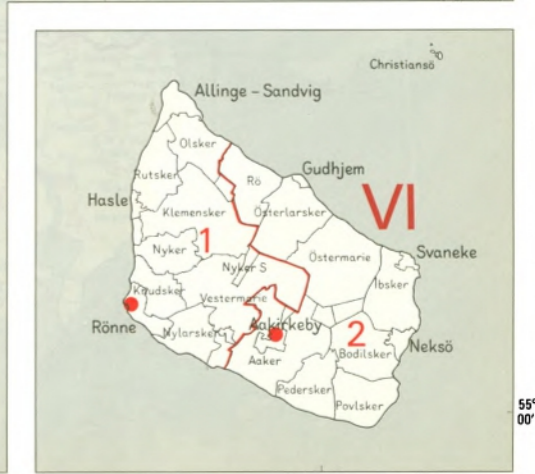 Christiansö
Allinge – Sandvig
Olsker
Rutsker
Rö
Gudhjem
Hasle
Klemensker
Österlarsker
VI
1
Nyker
Nyker S
Östermarie
Svaneke
Ibsker
Knudsker
Vestermarie
Rönne
Nylarsker
Aakirkeby
2
Neksö
Bodilsker
Aaker
Pedersker
Povlsker
55°
00'